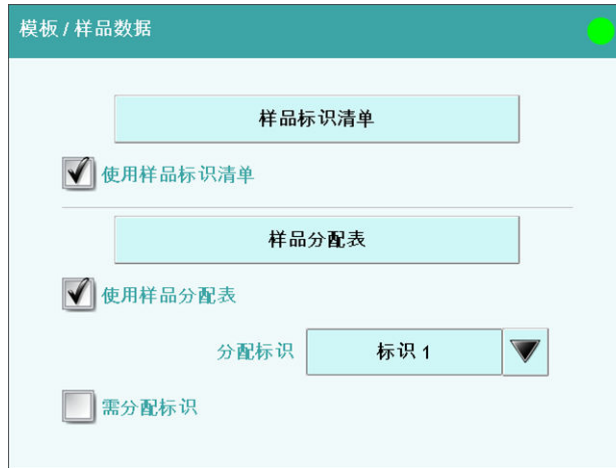 模板 / 样品数据
样品标识清单
使用样品标识清单
样品分配表
使用样品分配表
分配标识 标识 1
需分配标识